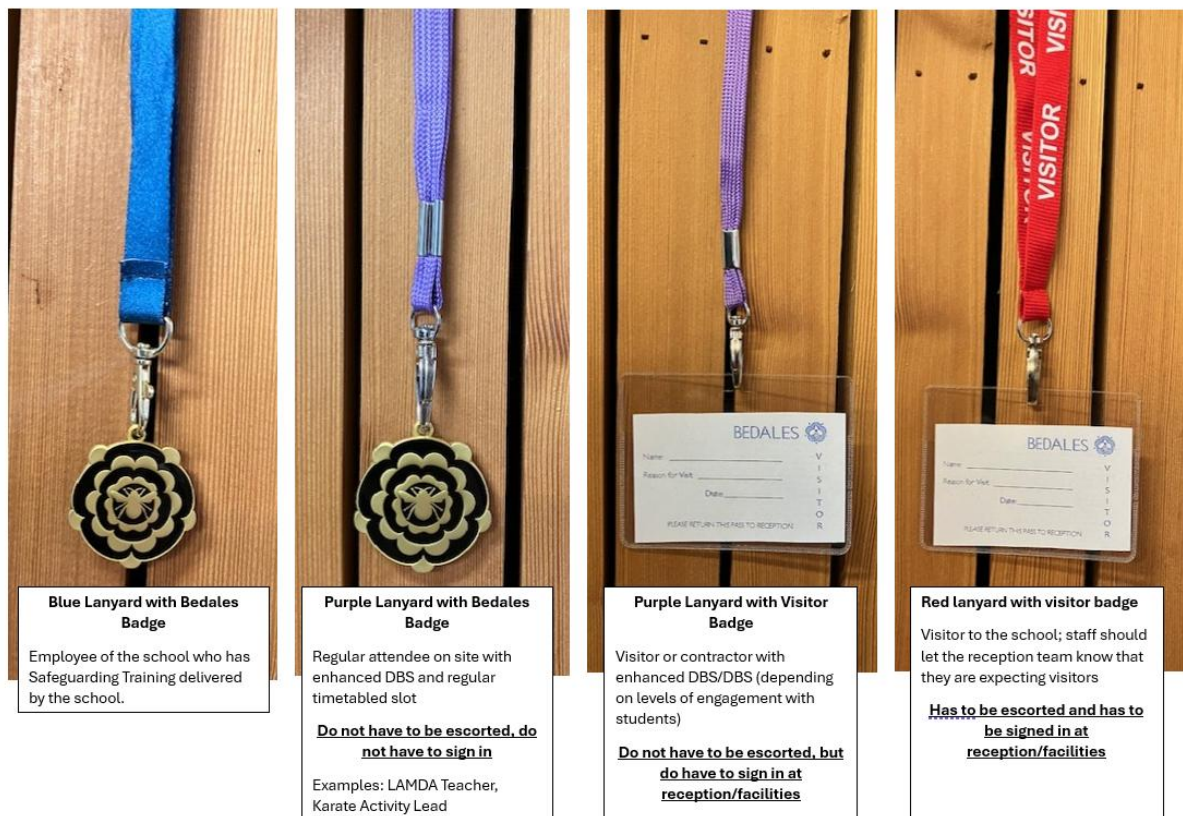 VISITOR
VISITOR
BEDALES
Name:
Reason for Visit:
Date:
VISITOR
PLEASE RETURN THIS PASS TO RECEPTION
BEDALES
Name:
Reason for Visit:
Date:
VISITOR
PLEASE RETURN THIS PASS TO RECEPTION
Blue Lanyard with Bedales
Badge
Employee of the school who has
Safeguarding Training delivered
by the school.
Purple Lanyard with Bedales
Badge
Regular attendee on site with
enhanced DBS and regular
timetabled slot
Do not have to be escorted, do
not have to sign in
Examples: LAMDA Teacher,
Karate Activity Lead
Purple Lanyard with Visitor
Badge
Visitor or contractor with
enhanced DBS/DBS (depending
on levels of engagement with
students)
Do not have to be escorted, but
do have to sign in at
reception/facilities
Red lanyard with visitor badge
Visitor to the school; staff should
let the reception team know that
they are expecting visitors
Has to be escorted and has to
be signed in at
reception/facilities